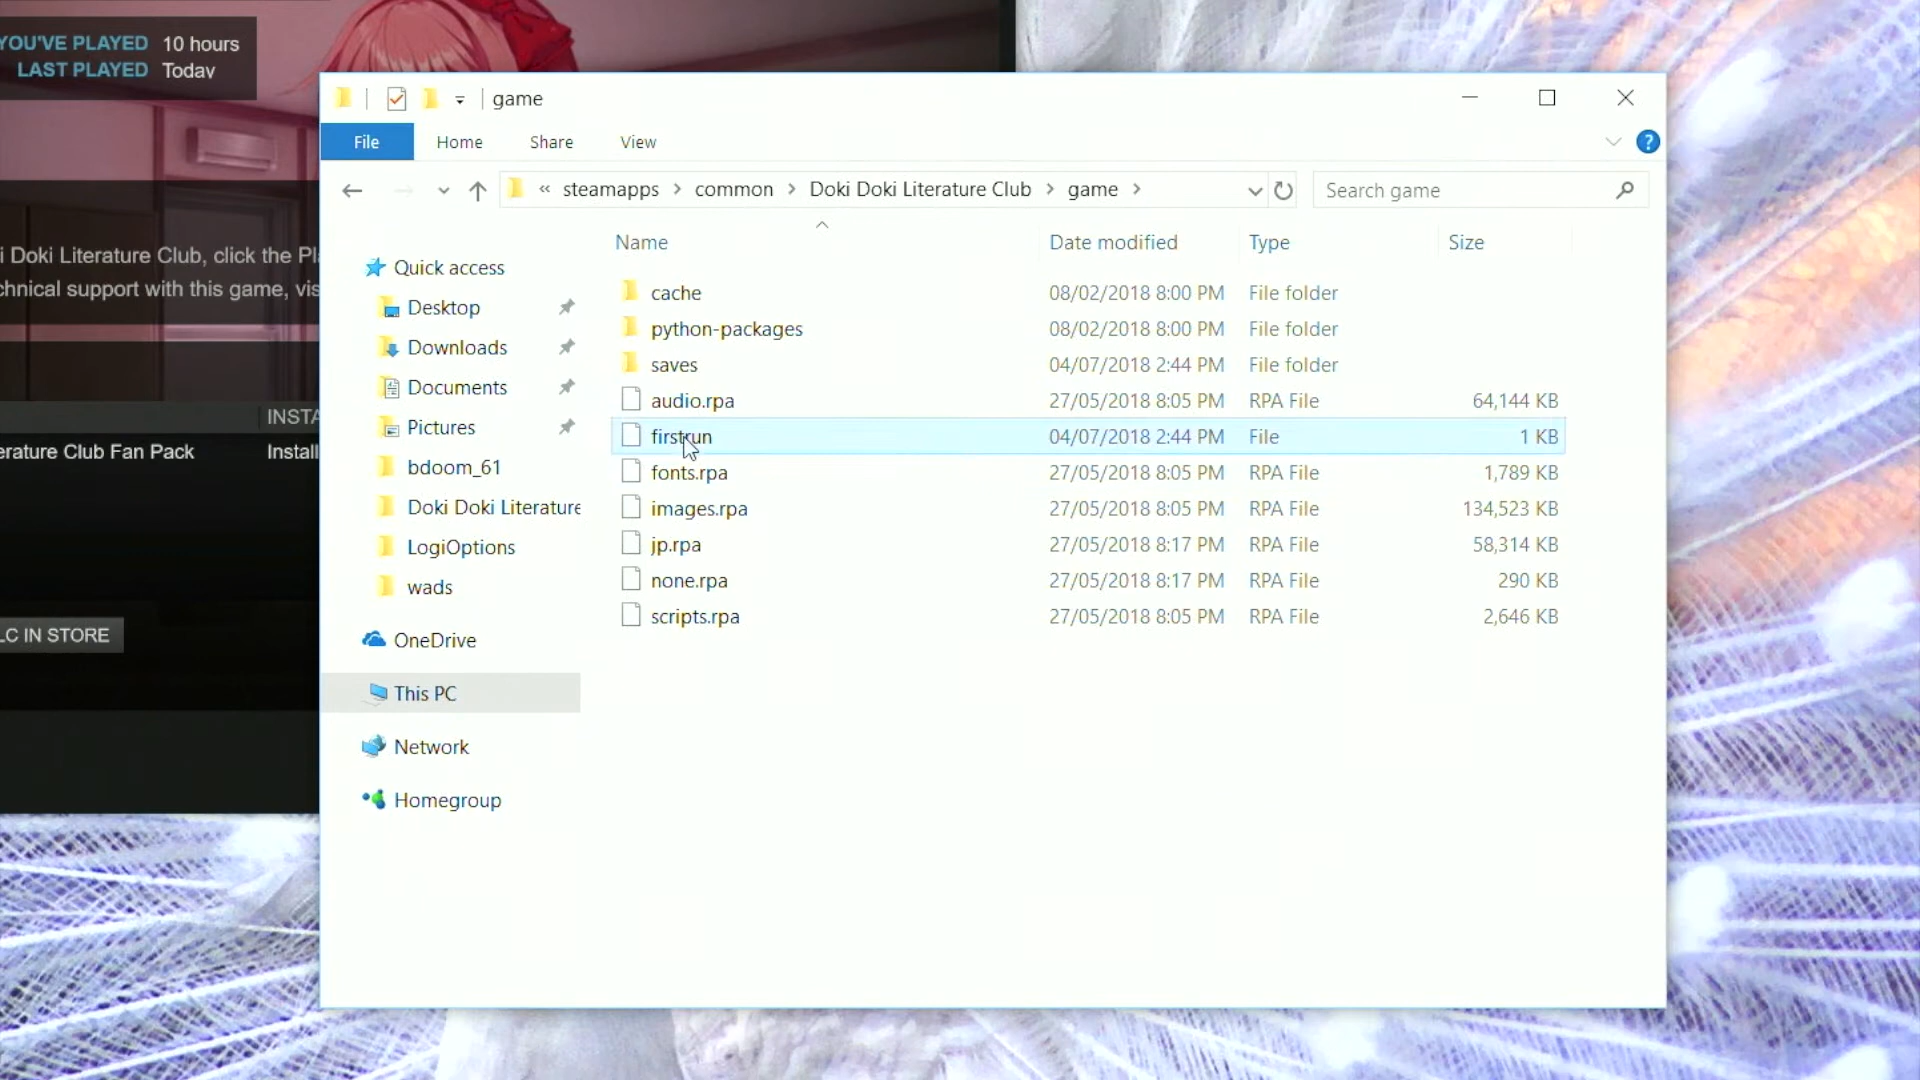 YOU'VE PLAYED 10 hours
LAST PLAYED Today
game
File Home Share View
?
« steamapps > common > Doki Doki Literature Club > game >
Search game
i Doki Literature Club, click the
chnical support with this game,
INSTA
erature Club Fan Pack Install
LC IN STORE
Quick access
Desktop
Downloads
Documents
Pictures
bdoom_61
Doki Doki Literature
LogiOptions
wads
OneDrive
This PC
Network
Homegroup
Name Date modified Type Size
cache 08/02/2018 8:00 PM File folder
python-packages 08/02/2018 8:00 PM File folder
saves 04/07/2018 2:44 PM File folder
audio.rpa 27/05/2018 8:05 PM RPA File 64,144 KB
firstrun 04/07/2018 2:44 PM File 1 KB
fonts.rpa 27/05/2018 8:05 PM RPA File 1,789 KB
images.rpa 27/05/2018 8:05 PM RPA File 134,523 KB
jp.rpa 27/05/2018 8:17 PM RPA File 58,314 KB
none.rpa 27/05/2018 8:17 PM RPA File 290 KB
scripts.rpa 27/05/2018 8:05 PM RPA File 2,646 KB